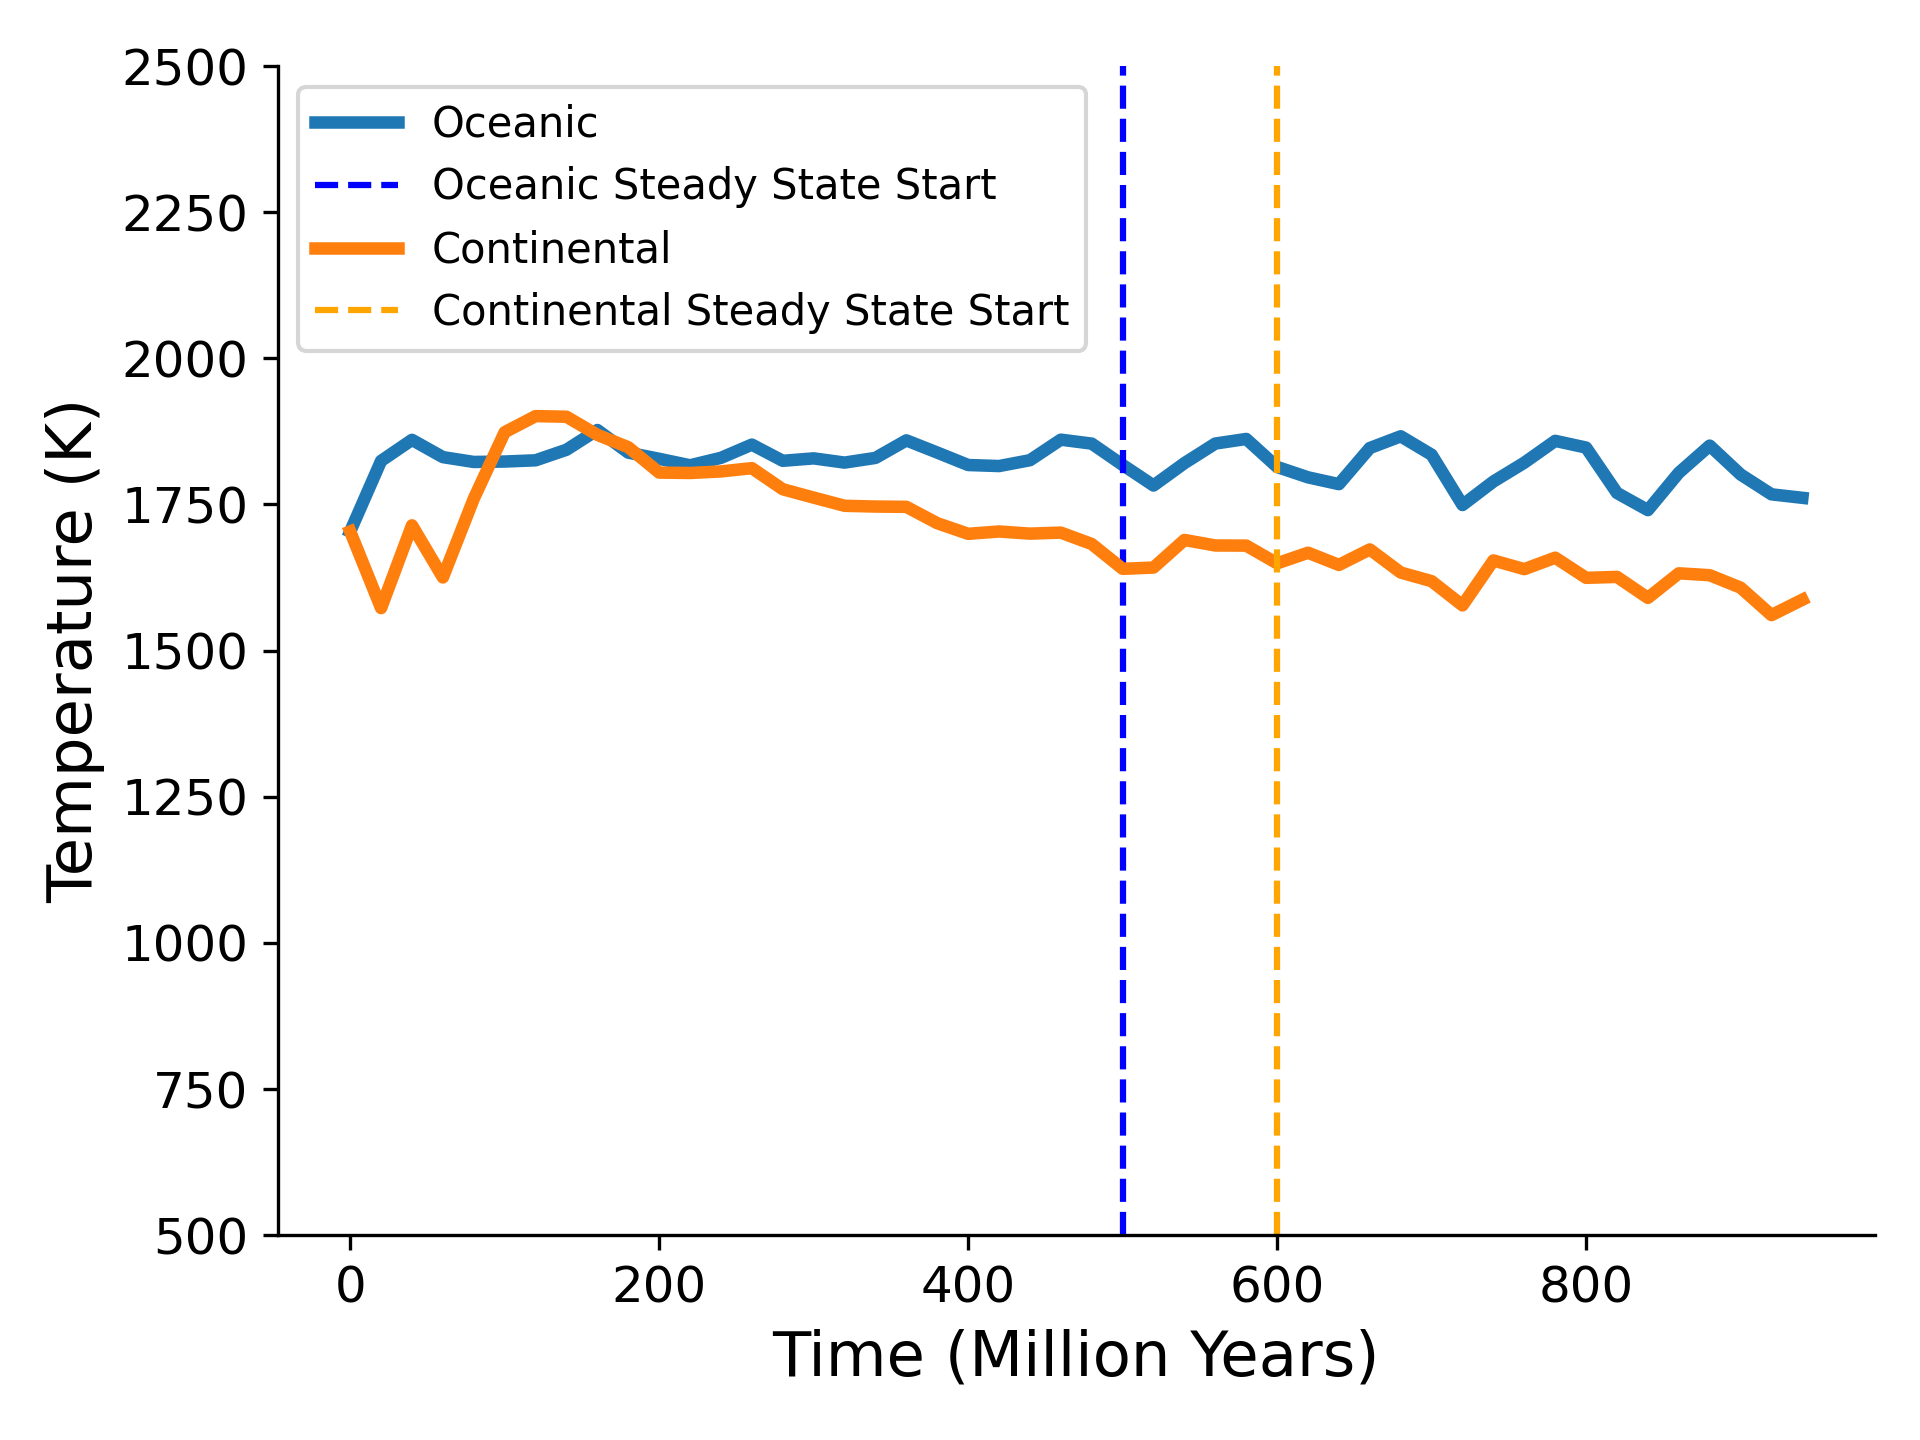 2500
2250
2000
1750
1500
1250
1000
750
500
Temperature (K)
Oceanic
Oceanic Steady State Start
Continental
Continental Steady State Start
0 200 400 600 800
Time (Million Years)